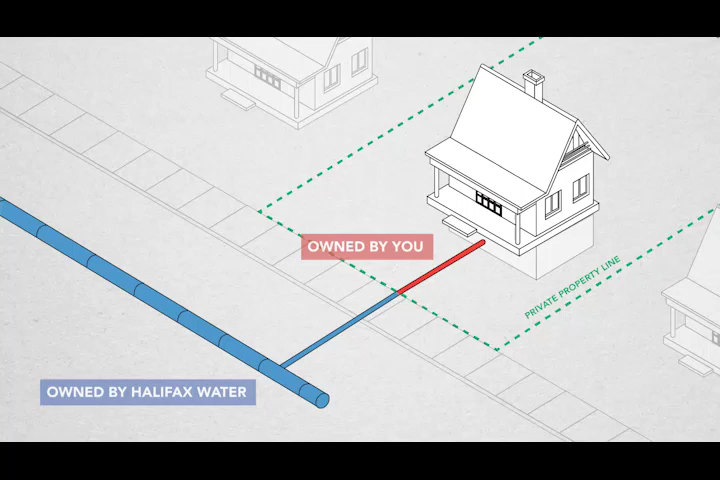 OWNED BY YOU
PRIVATE PROPERTY LINE
OWNED BY HALIFAX WATER